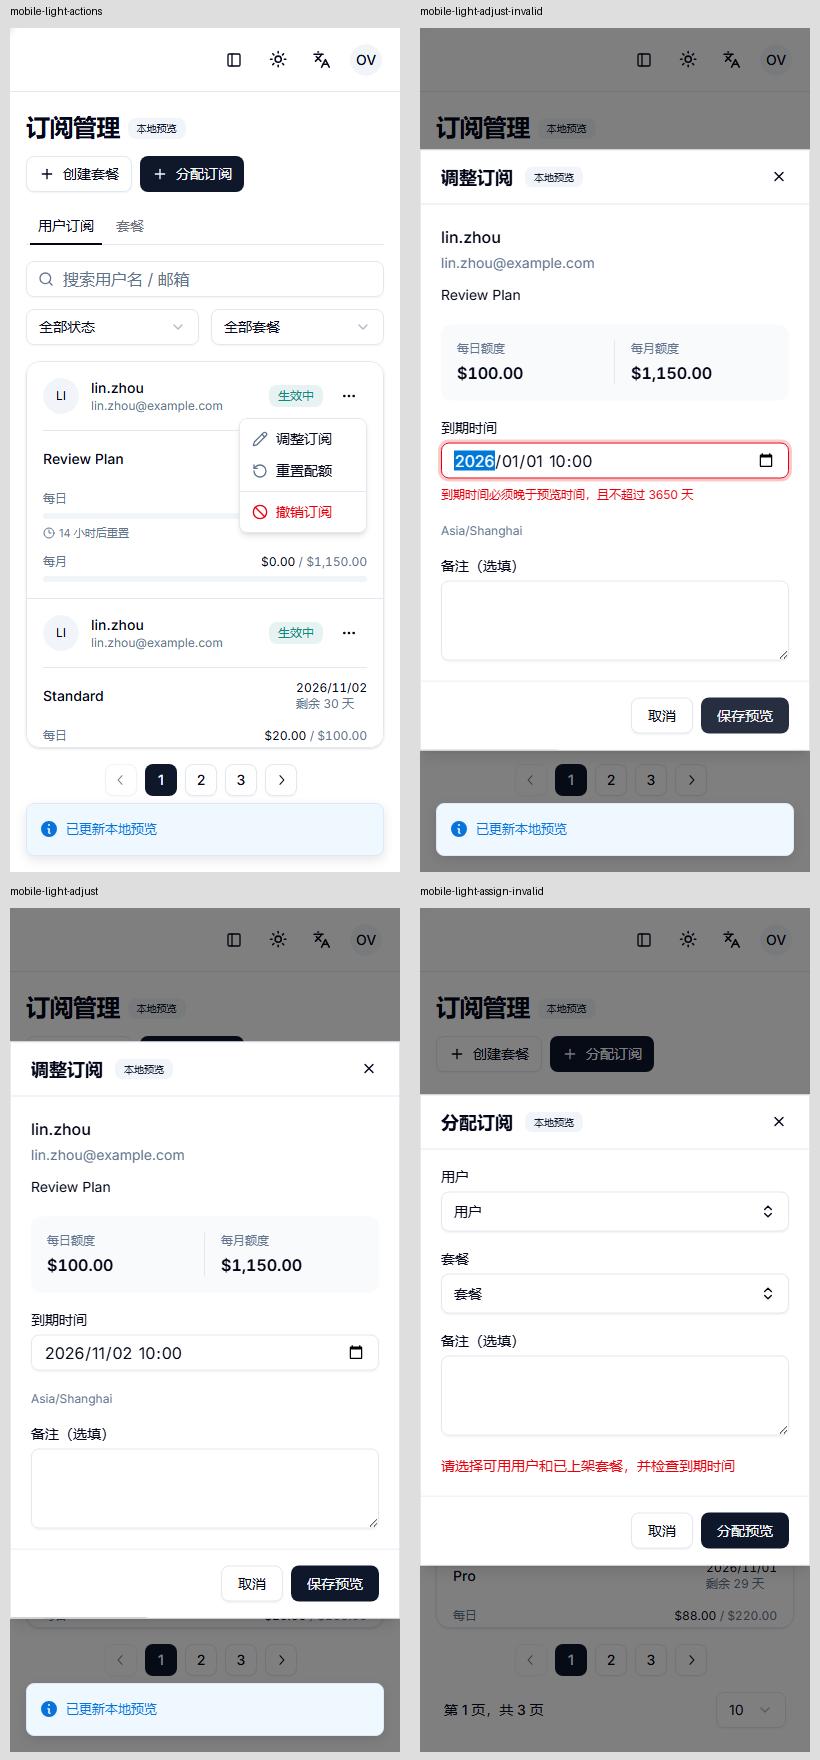 mobile-light-actions
OV
订阅管理 本地预览
创建套餐 分配订阅
用户订阅 套餐
搜索用户名 / 邮箱
全部状态 全部套餐
LI lin.zhou 生效中
lin.zhou@example.com
调整订阅
重置配额
撤销订阅
Review Plan
每日
14 小时后重置
每月 $0.00 / $1,150.00
LI lin.zhou 生效中
lin.zhou@example.com
Standard 2026/11/02
剩余 30 天
每日 $20.00 / $100.00
1 2 3
已更新本地预览
mobile-light-adjust-invalid
OV
订阅管理 本地预览
调整订阅 本地预览
lin.zhou
lin.zhou@example.com
Review Plan
每日额度 每月额度
$100.00 $1,150.00
到期时间
2026/01/01 10:00
到期时间必须晚于预览时间，且不超过 3650 天
Asia/Shanghai
备注（选填）
取消 保存预览
1 2 3
已更新本地预览
mobile-light-adjust
OV
订阅管理 本地预览
调整订阅 本地预览
lin.zhou
lin.zhou@example.com
Review Plan
每日额度 每月额度
$100.00 $1,150.00
到期时间
2026/11/02 10:00
Asia/Shanghai
备注（选填）
取消 保存预览
1 2 3
已更新本地预览
mobile-light-assign-invalid
OV
订阅管理 本地预览
创建套餐 分配订阅
分配订阅 本地预览
用户
用户
套餐
套餐
备注（选填）
请选择可用用户和已上架套餐，并检查到期时间
取消 分配预览
Pro 2026/11/01
剩余 29 天
每日 $88.00 / $220.00
1 2 3
第 1 页，共 3 页 10